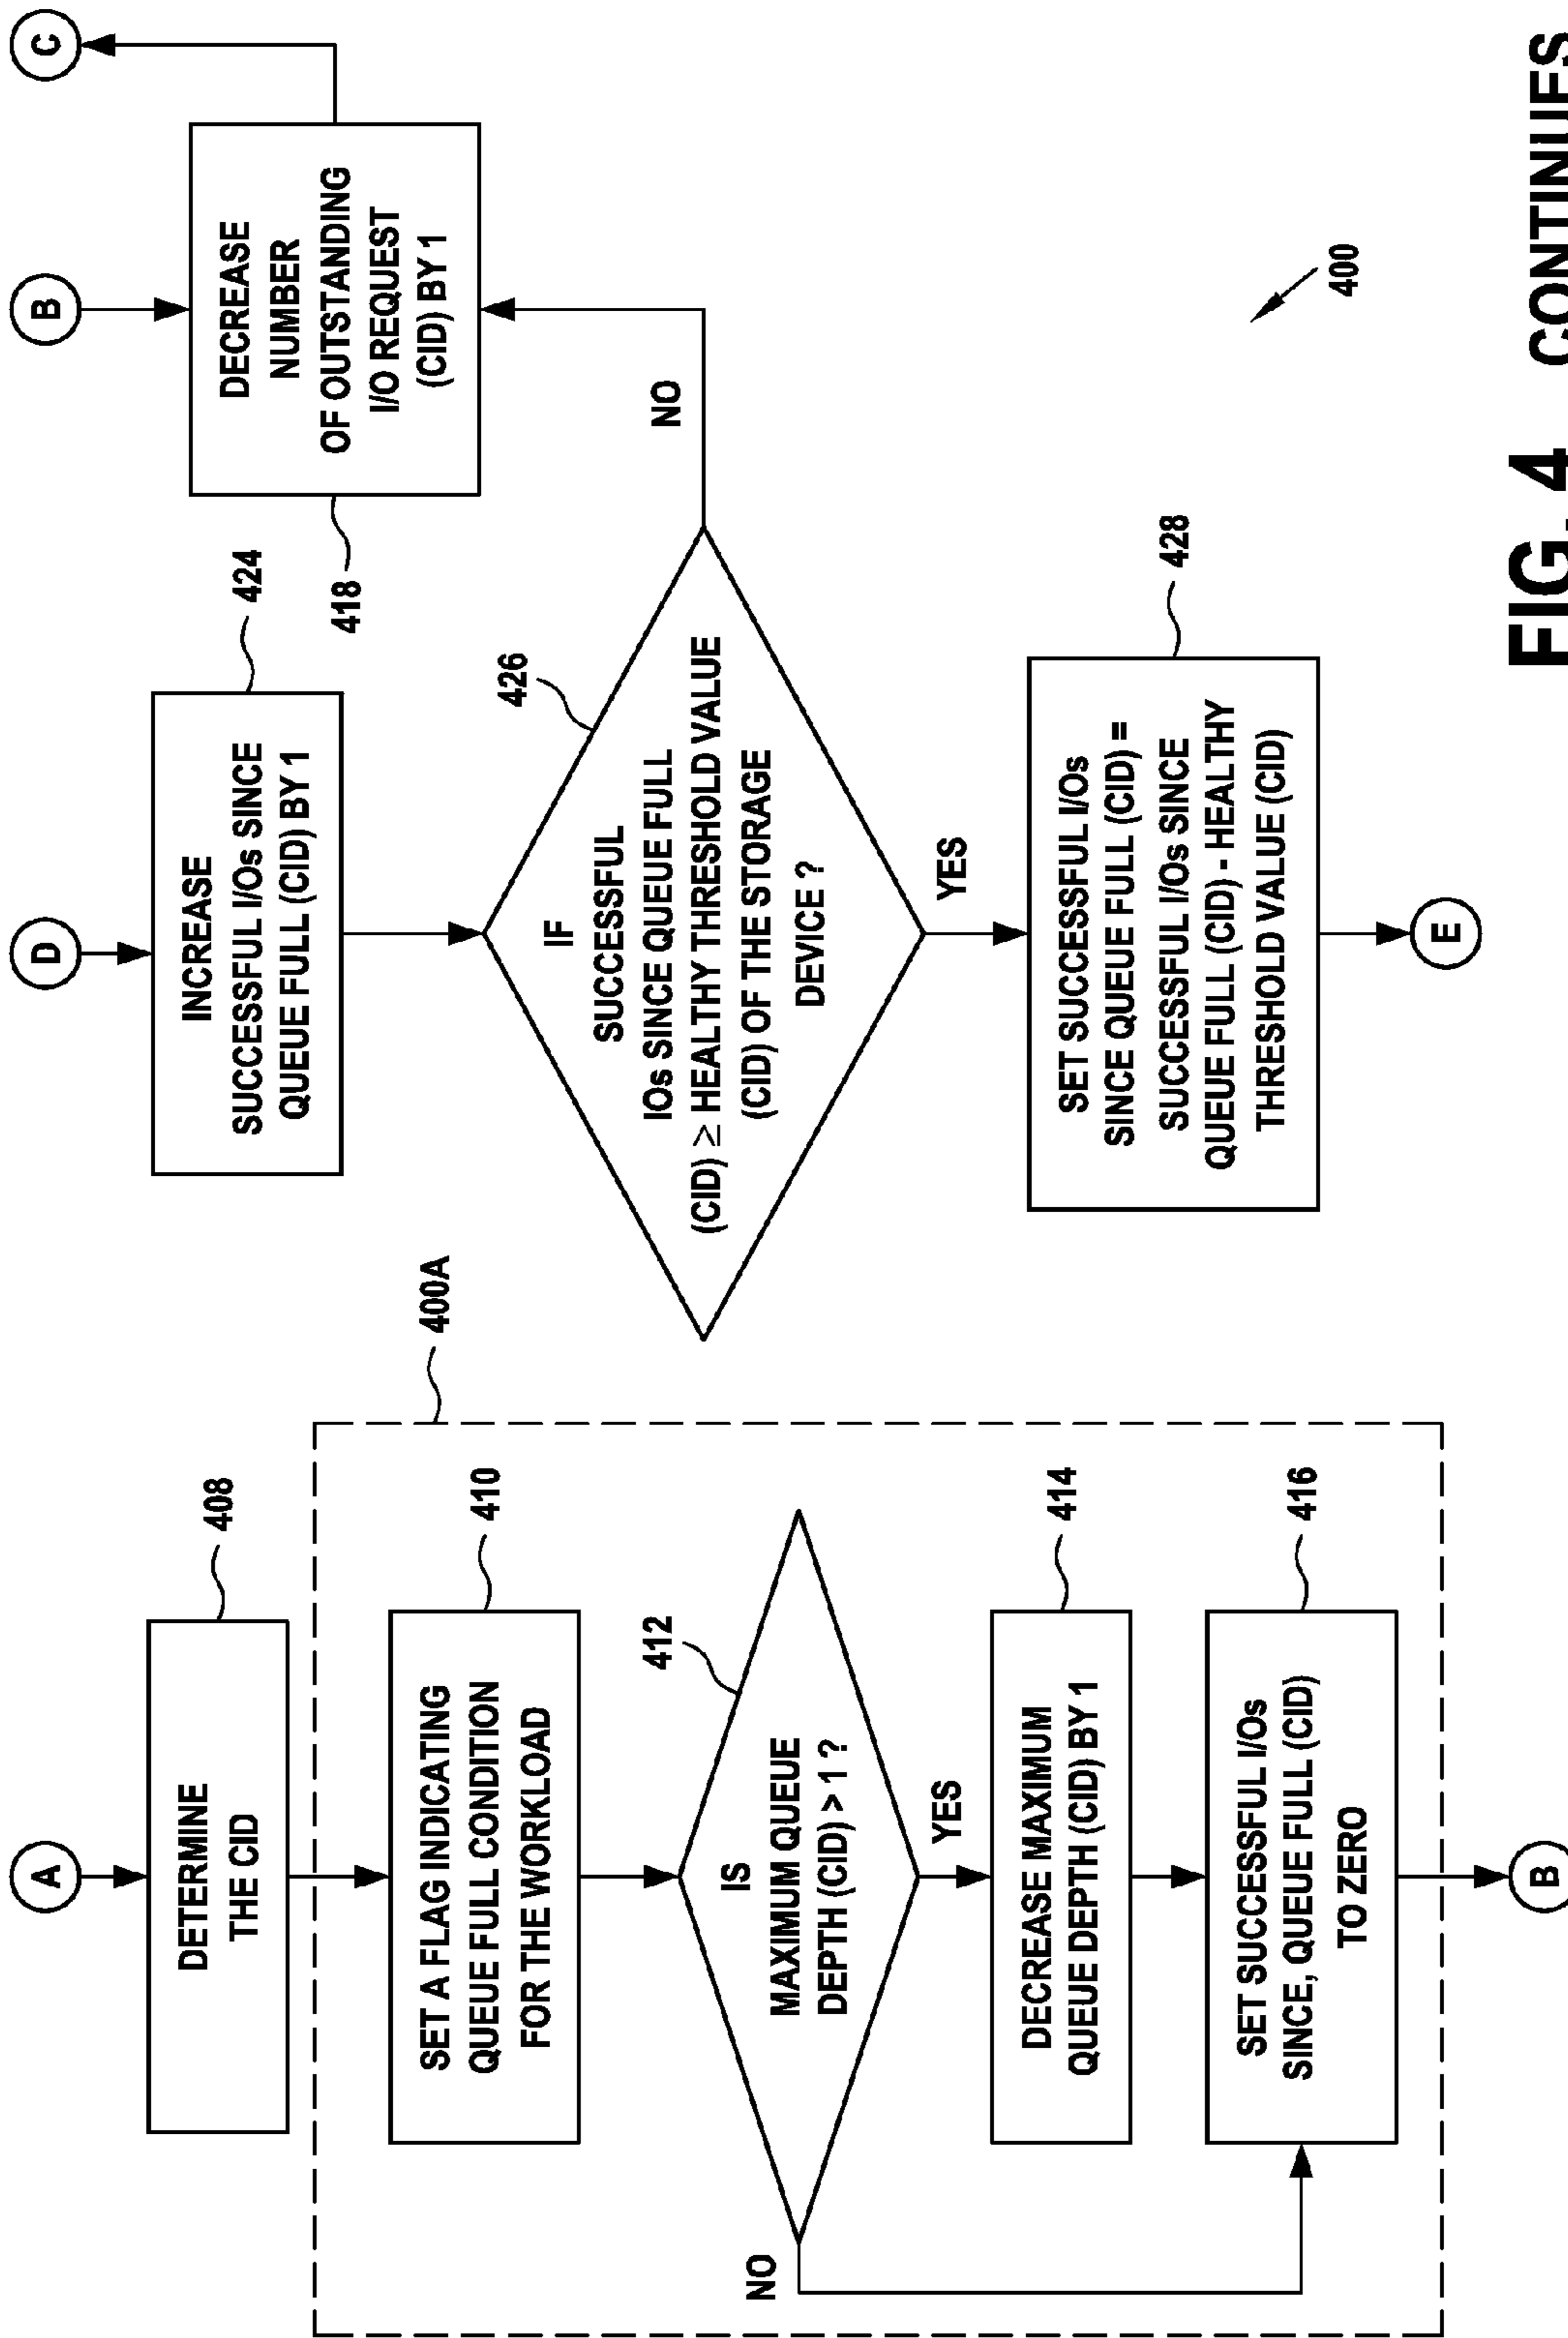 A
DETERMINE
THE CID
408
400A
SET A FLAG INDICATING
QUEUE FULL CONDITION
FOR THE WORKLOAD
410
412
IS
MAXIMUM QUEUE
DEPTH (CID) > 1 ?
NO
YES
DECREASE MAXIMUM
QUEUE DEPTH (CID) BY 1
414
SET SUCCESSFUL I/Os
SINCE, QUEUE FULL (CID)
TO ZERO
416
B
D
INCREASE
SUCCESSFUL I/Os SINCE
QUEUE FULL (CID) BY 1
424
426
IF
SUCCESSFUL
IOs SINCE QUEUE FULL
(CID) ≥ HEALTHY THRESHOLD VALUE
(CID) OF THE STORAGE
DEVICE ?
NO
YES
SET SUCCESSFUL I/Os
SINCE QUEUE FULL (CID) =
SUCCESSFUL I/Os SINCE
QUEUE FULL (CID) - HEALTHY
THRESHOLD VALUE (CID)
428
E
B
C
DECREASE
NUMBER
OF OUTSTANDING
I/O REQUEST
(CID) BY 1
418
400
FIG. 4 CONTINUES